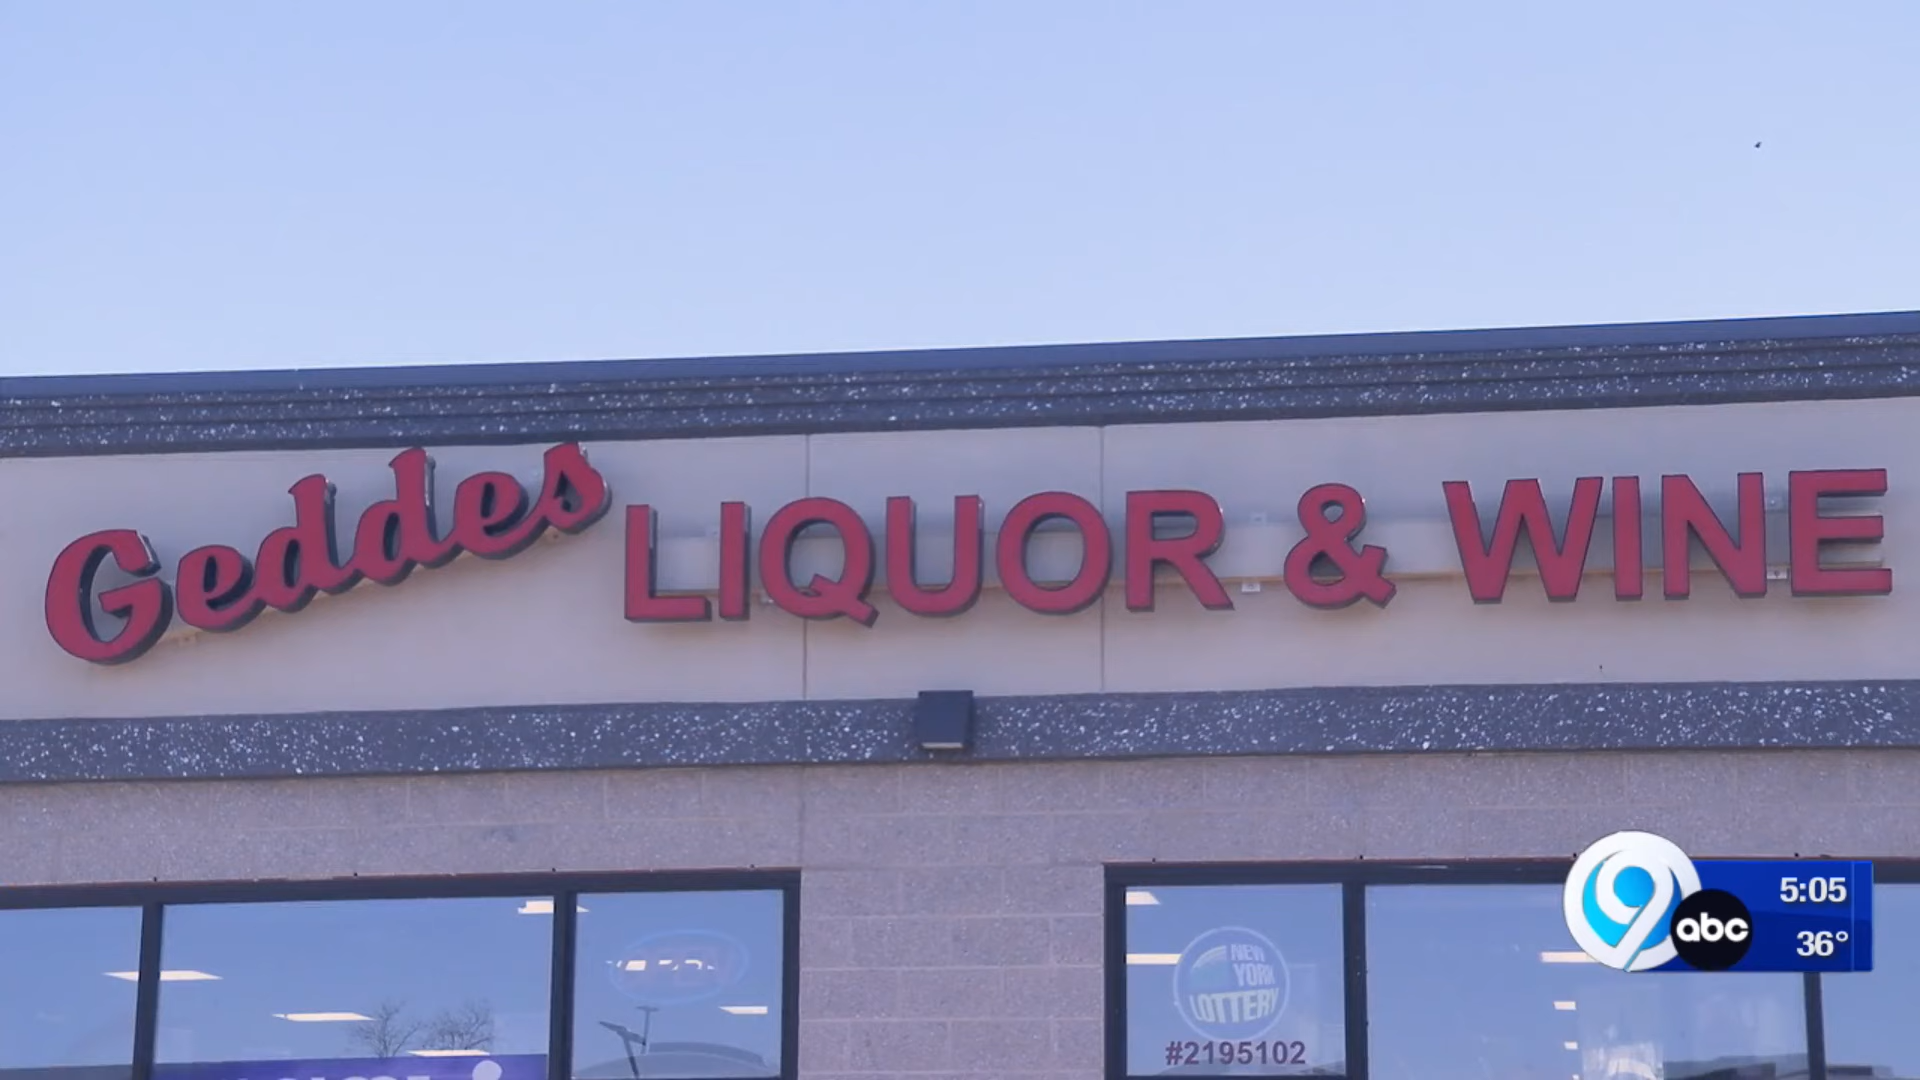 Geddes LIQUOR & WINE
NEW
YORK
LOTTERY
#2195102
9 abc
5:05
36°